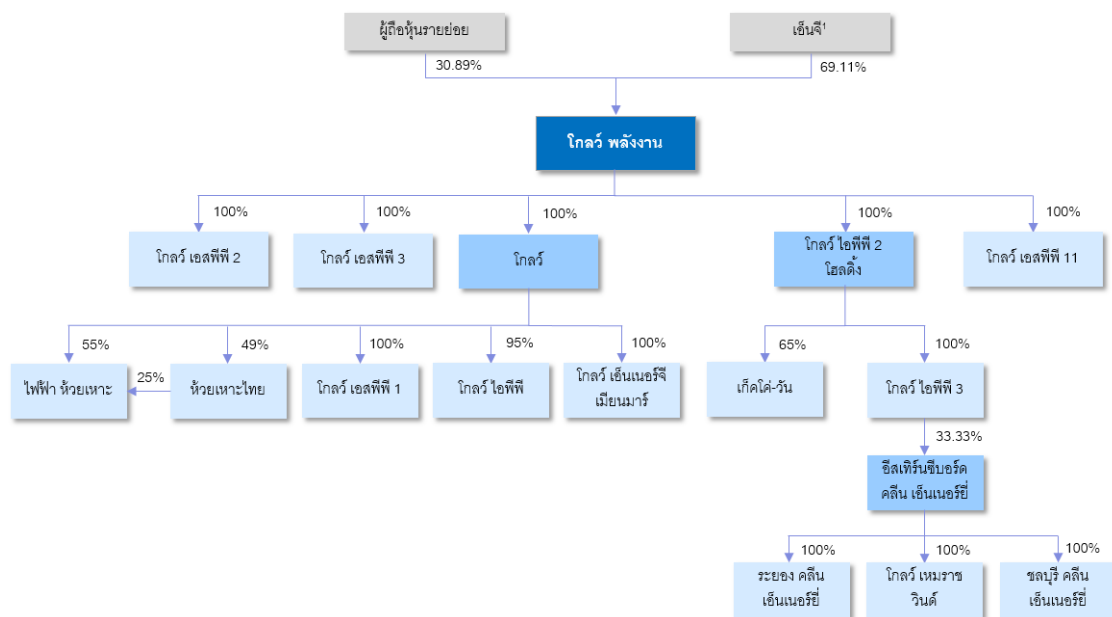 ผู้ถือหุ้นรายย่อย
เอ็นจี¹
30.89%
69.11%
โกลว์ พลังงาน
100%
100%
100%
100%
100%
โกลว์ เอสพีพี 2
โกลว์ เอสพีพี 3
โกลว์
โกลว์ ไอพีพี 2
โฮลดิ้ง
โกลว์ เอสพีพี 11
55%
49%
100%
95%
100%
65%
100%
ไฟฟ้า ห้วยเหาะ
25%
ห้วยเหาะไทย
โกลว์ เอสพีพี 1
โกลว์ ไอพีพี
โกลว์ เอ็นเนอร์จี
เมียนมาร์
เก็คโค่-วัน
โกลว์ ไอพีพี 3
33.33%
อีสเทิร์นซีบอร์ด
คลีน เอ็นเนอร์ยี่
100%
100%
100%
ระยอง คลีน
เอ็นเนอร์ยี่
โกลว์ เหมราช
วินด์
ชลบุรี คลีน
เอ็นเนอร์ยี่